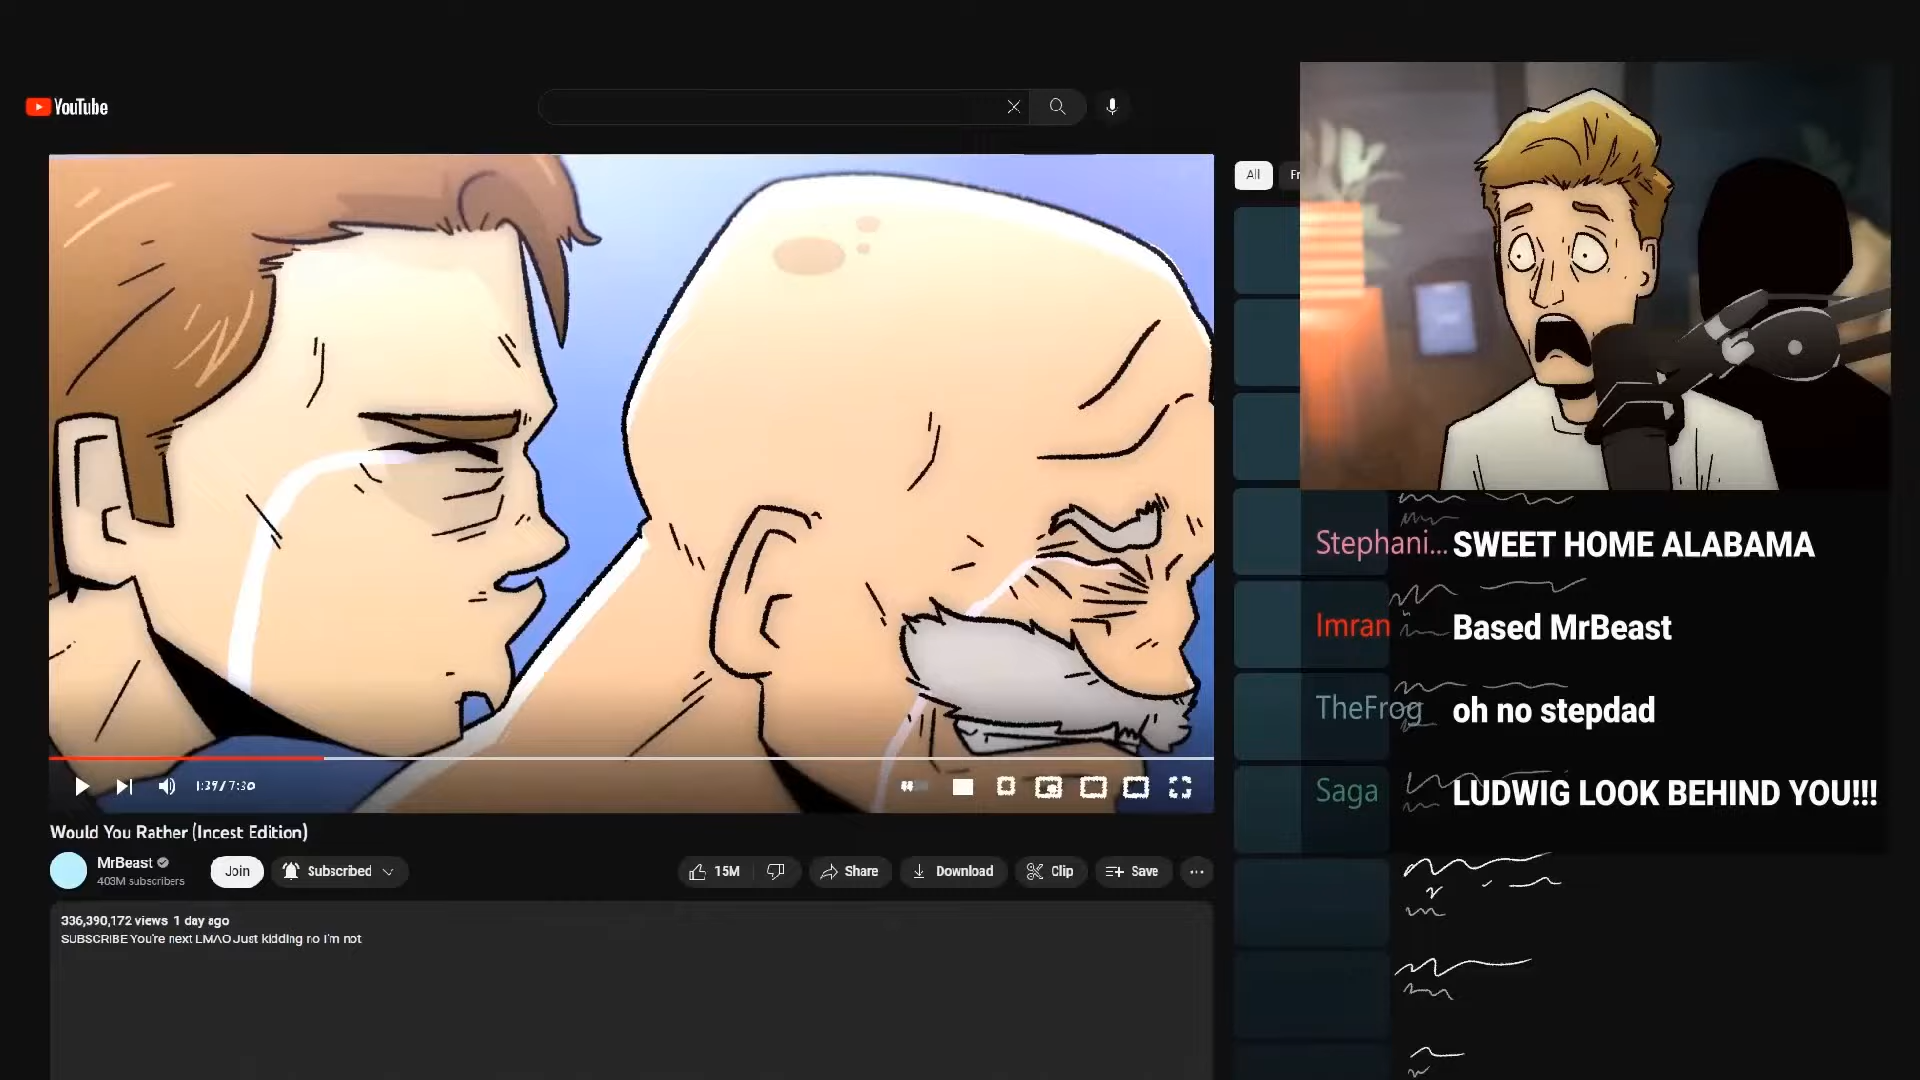 YouTube
All
Stephani... SWEET HOME ALABAMA
Imran Based MrBeast
TheFrog oh no stepdad
Saga LUDWIG LOOK BEHIND YOU!!!
1:37 / 7:30
Would You Rather (Incest Edition)
MrBeast
403M subscribers
Join
Subscribed
15M
Share
Download
Clip
Save
336,390,172 views 1 day ago
SUBSCRIBE You're next LMAO Just kidding no I'm not